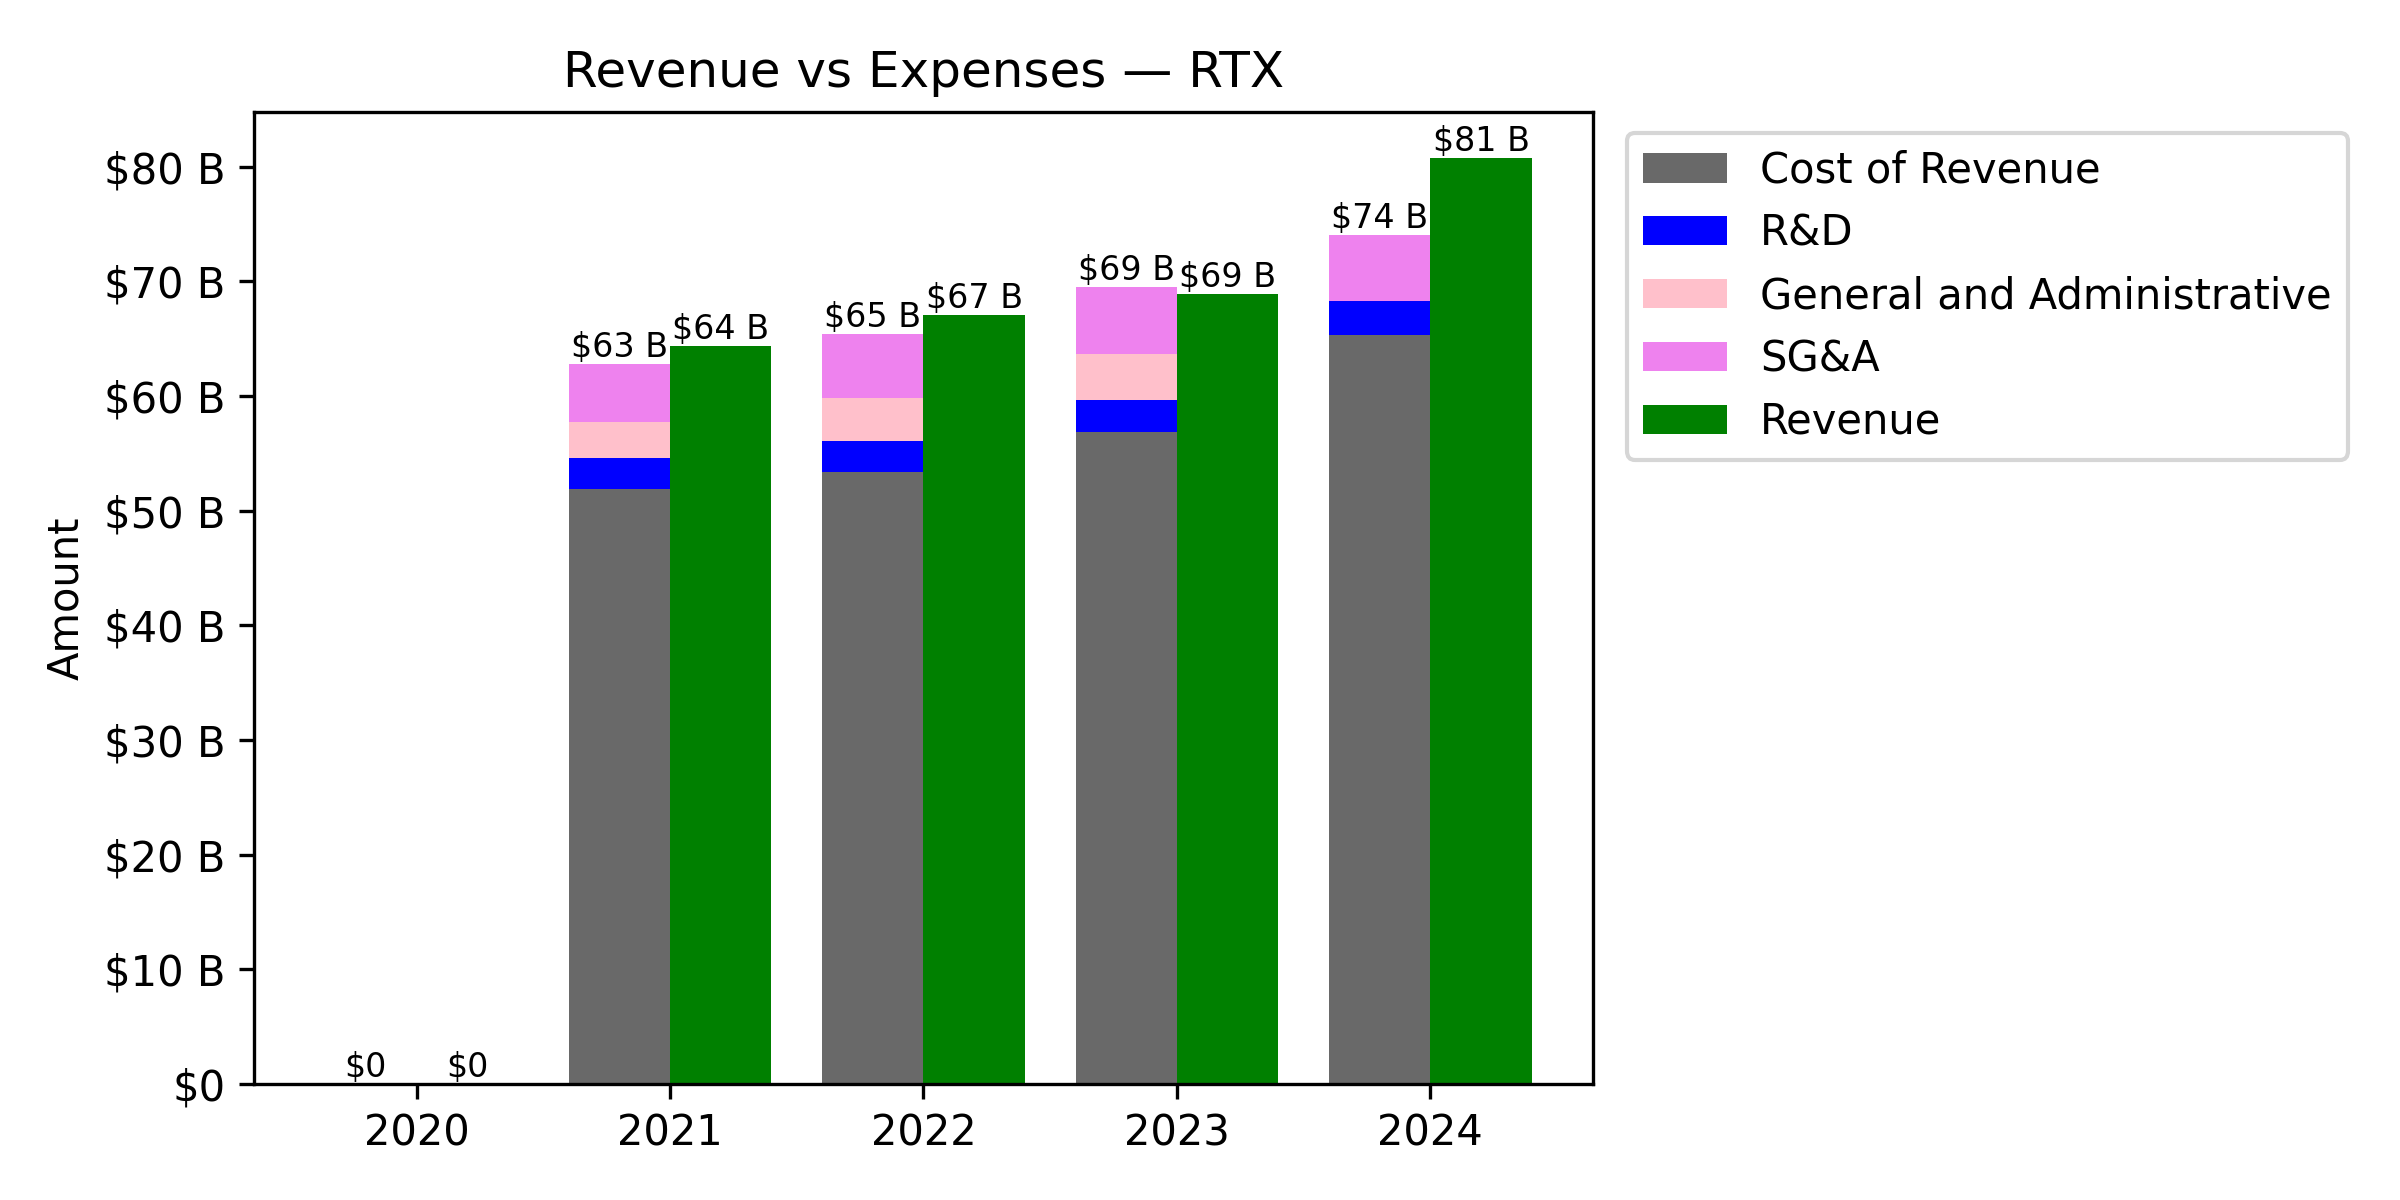 Revenue vs Expenses — RTX
Amount
$80 B
$70 B
$60 B
$50 B
$40 B
$30 B
$20 B
$10 B
$0
$0 $0
$63 B $64 B
$65 B $67 B
$69 B $69 B
$74 B $81 B
2020 2021 2022 2023 2024
Cost of Revenue
R&D
General and Administrative
SG&A
Revenue